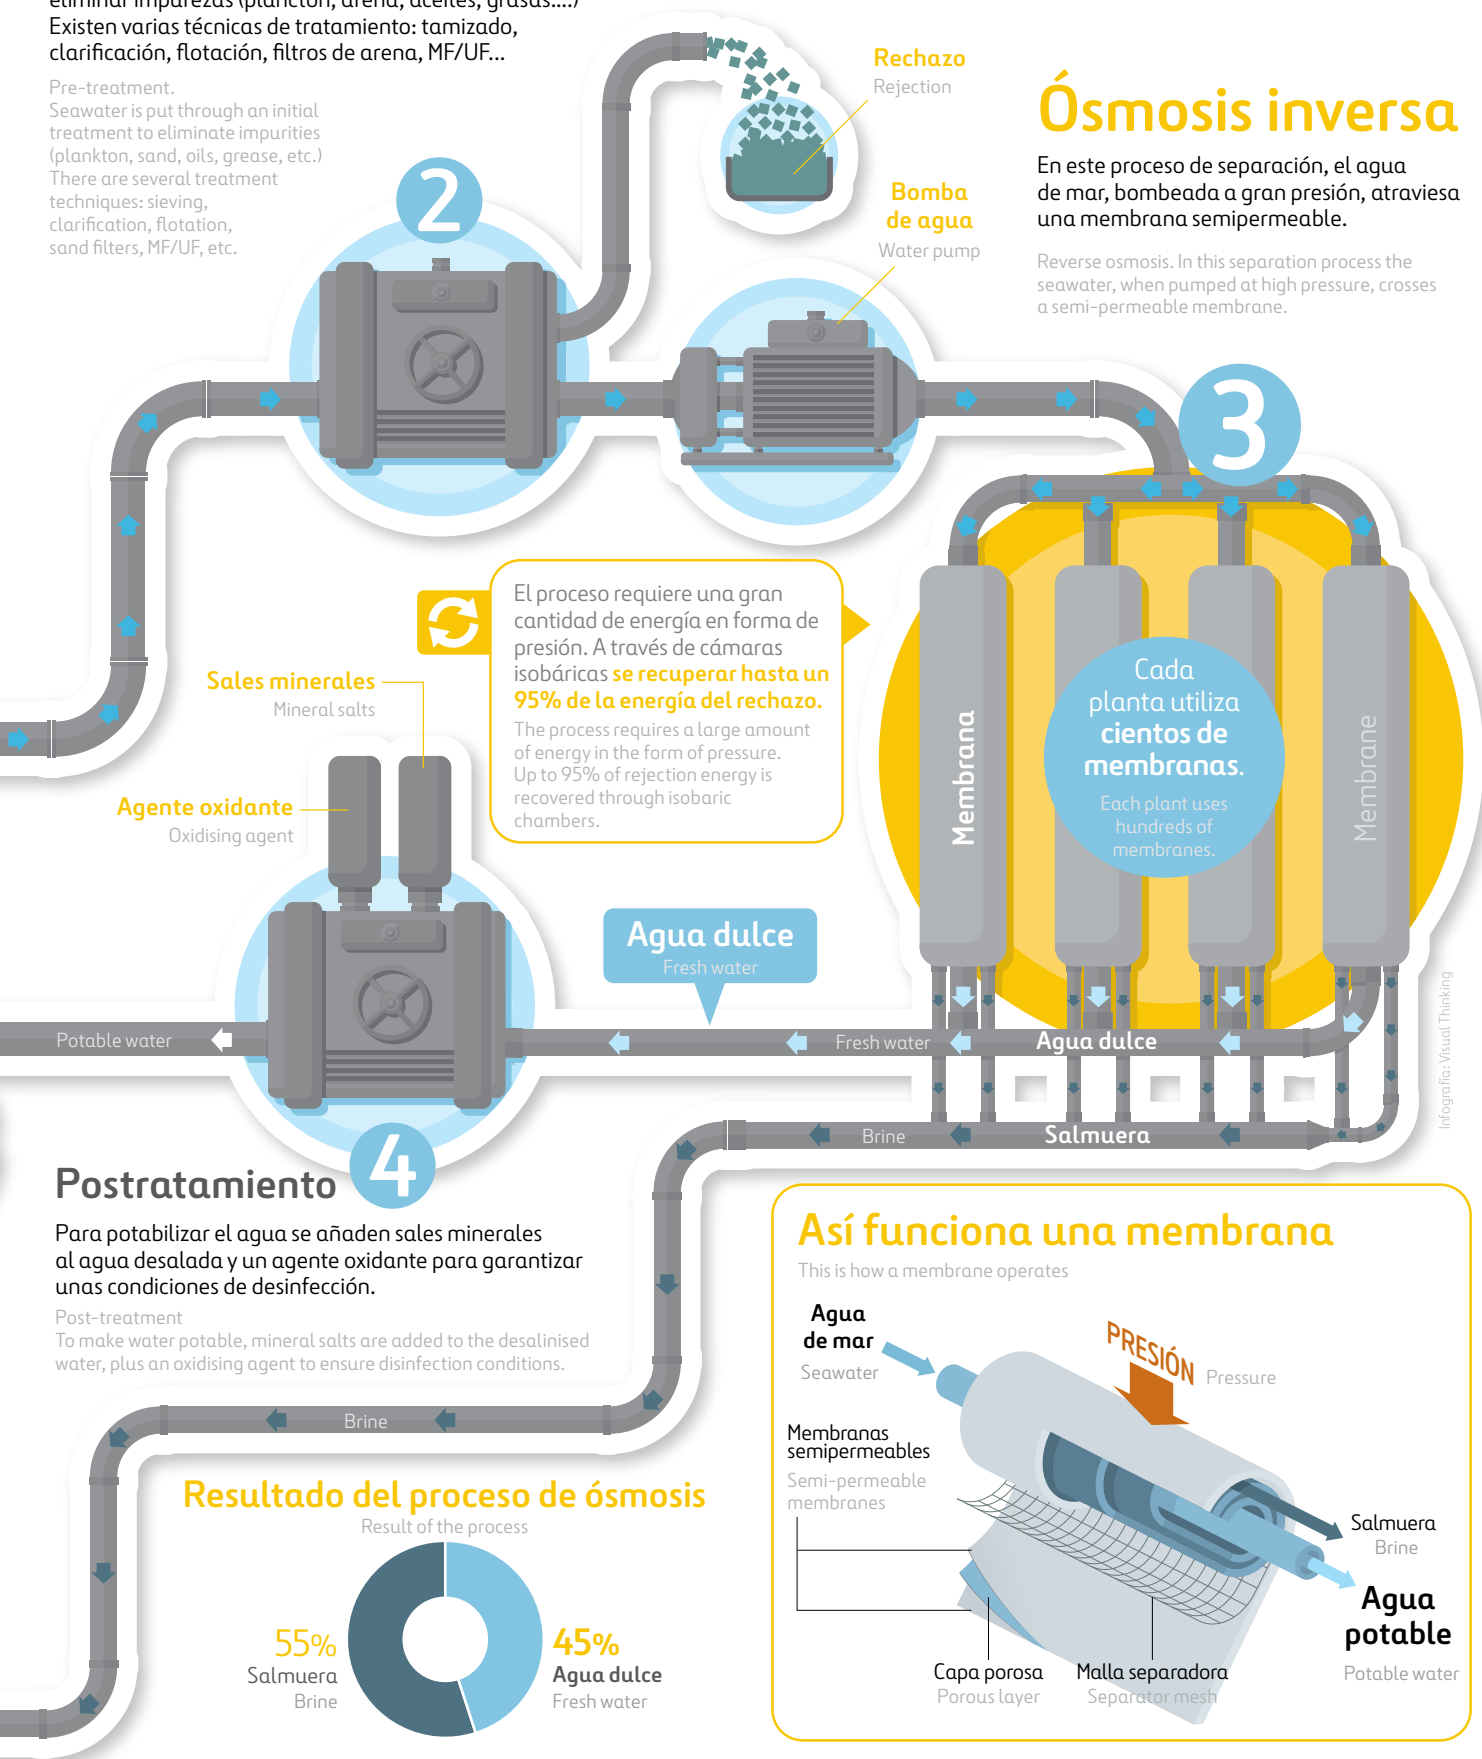 eliminar impurezas (plancton, arena, aceites, grasas....)
Existen varias técnicas de tratamiento: tamizado,
clarificación, flotación, filtros de arena, MF/UF...
Pre-treatment.
Seawater is put through an initial
treatment to eliminate impurities
(plankton, sand, oils, grease, etc.)
There are several treatment
techniques: sieving,
clarification, flotation,
sand filters, MF/UF, etc.
2
Rechazo
Rejection
Bomba
de agua
Water pump
Ósmosis inversa
En este proceso de separación, el agua
de mar, bombeada a gran presión, atraviesa
una membrana semipermeable.
Reverse osmosis. In this separation process the
seawater, when pumped at high pressure, crosses
a semi-permeable membrane.
3
El proceso requiere una gran
cantidad de energía en forma de
presión. A través de cámaras
isobáricas se recuperar hasta un
95% de la energía del rechazo.
The process requires a large amount
of energy in the form of pressure.
Up to 95% of rejection energy is
recovered through isobaric
chambers.
Sales minerales
Mineral salts
Agente oxidante
Oxidising agent
Membrana
Cada
planta utiliza
cientos de
membranas.
Each plant uses
hundreds of
membranes.
Membrane
Agua dulce
Fresh water
Potable water
Fresh water
Agua dulce
Brine
Salmuera
Infografía: Visual Thinking
4
Postratamiento
Para potabilizar el agua se añaden sales minerales
al agua desalada y un agente oxidante para garantizar
unas condiciones de desinfección.
Post-treatment
To make water potable, mineral salts are added to the desalinised
water, plus an oxidising agent to ensure disinfection conditions.
Brine
Resultado del proceso de ósmosis
Result of the process
55%
Salmuera
Brine
45%
Agua dulce
Fresh water
Así funciona una membrana
This is how a membrane operates
Agua
de mar
Seawater
PRESIÓN
Pressure
Membranas
semipermeables
Semi-permeable
membranes
Salmuera
Brine
Agua
potable
Potable water
Capa porosa
Porous layer
Malla separadora
Separator mesh